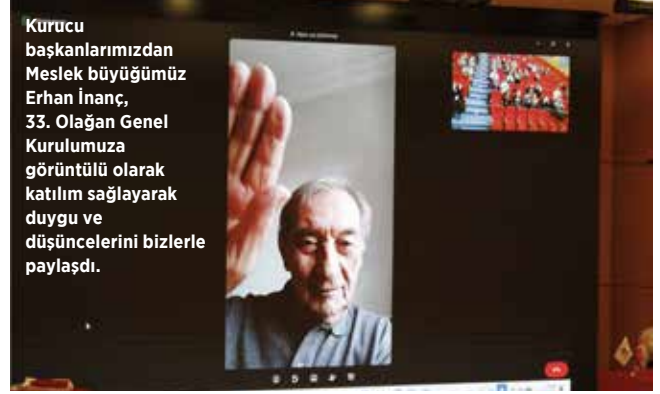 Kurucu
başkanlarımızdan
Meslek büyüğümüz
Erhan İnanç,
33. Olağan Genel
Kurulumuza
görüntülü olarak
katılım sağlayarak
duygu ve
düşüncelerini bizlerle
paylaşdı.